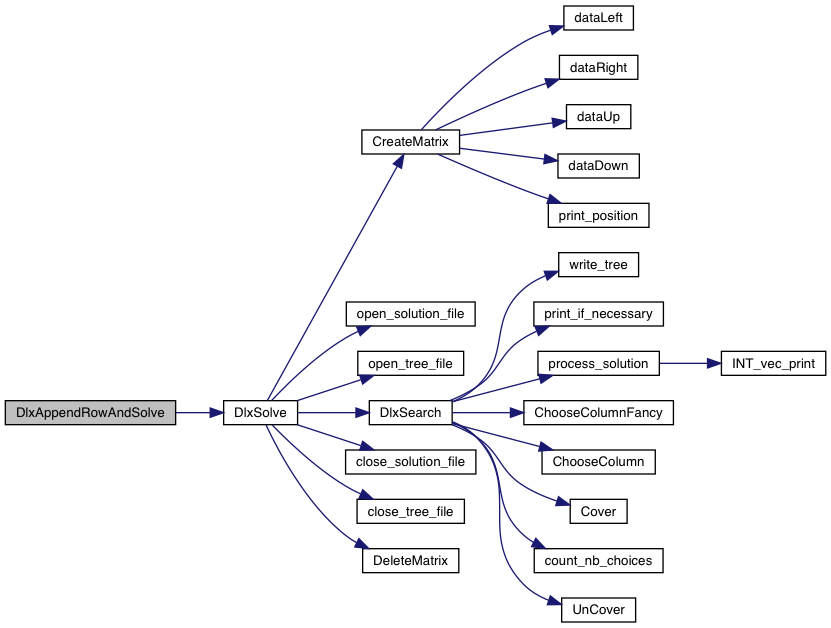 dataLeft
dataRight
dataUp
CreateMatrix
dataDown
print_position
write_tree
open_solution_file
print_if_necessary
open_tree_file
process_solution
INT_vec_print
DlxAppendRowAndSolve
DlxSolve
DlxSearch
ChooseColumnFancy
close_solution_file
ChooseColumn
close_tree_file
Cover
DeleteMatrix
count_nb_choices
UnCover